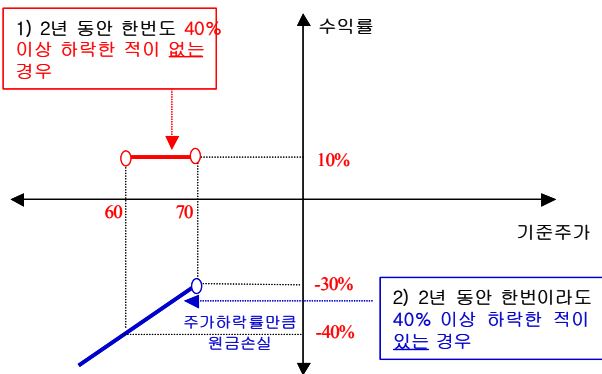 1) 2년 동안 한번도 40%
이상 하락한 적이 없는
경우
수익률
10%
60
70
기준주가
-30%
주가하락률만큼
원금손실
-40%
2) 2년 동안 한번이라도
40% 이상 하락한 적이
있는 경우